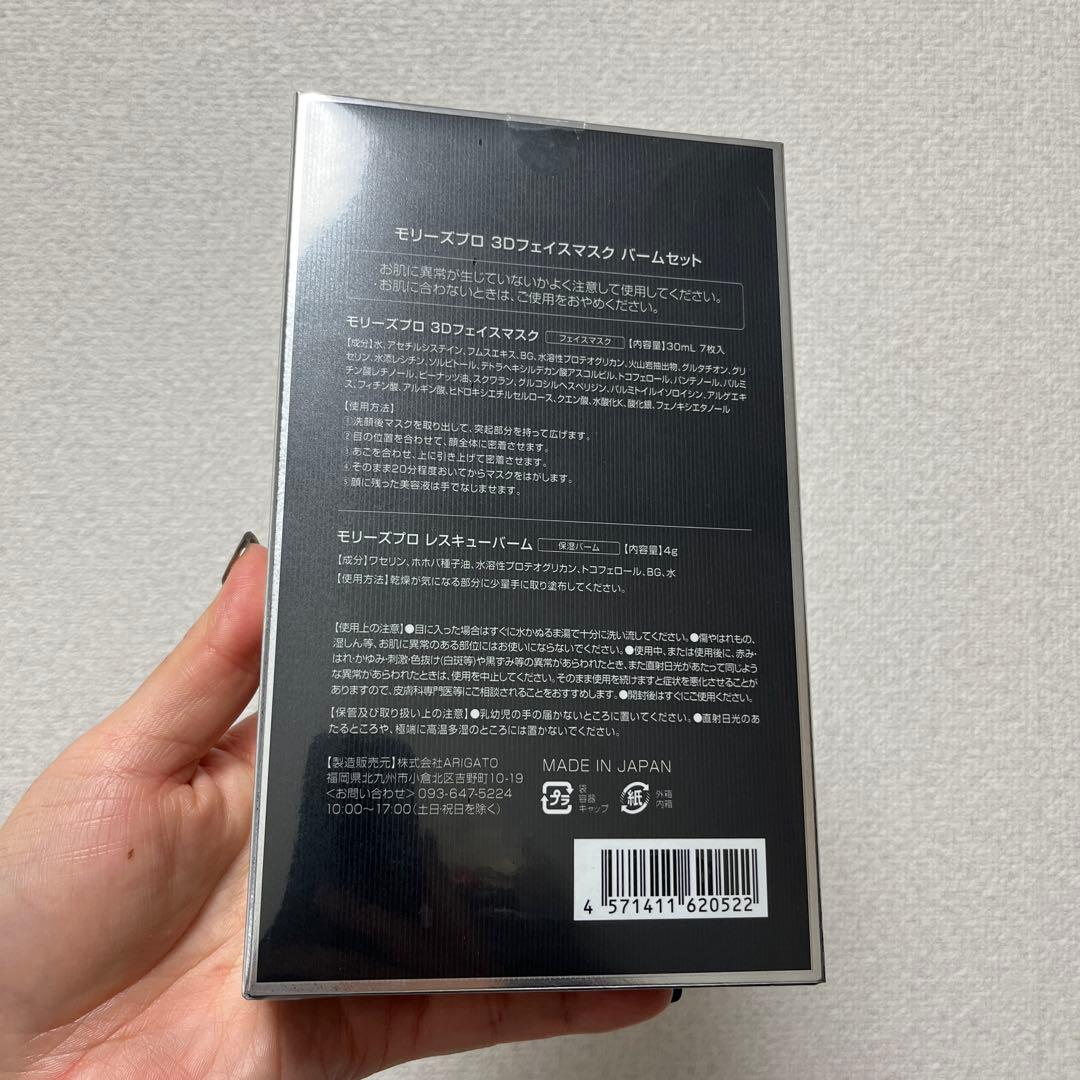 モリーズプロ 3Dフェイスマスク バームセット
お肌に異常が生じていないかよく注意して使用してください。
・お肌に合わないときは、ご使用をおやめください。
モリーズプロ 3Dフェイスマスク フェイスマスク 【内容量】30mL 7枚入
【成分】水、アセチルシステイン、フムスエキス、BG、水溶性プロテオグリカン、火山岩抽出物、グルタチオン、グリ
セリン、水添レシチン、ソルビトール、テトラヘキシルデカン酸アスコルビル、トコフェロール、パンテノール、パルミ
チン酸レチノール、ピーナッツ油、スクワラン、グルコシルヘスペリジン、パルミトイルイソロイシン、アルゲエキ
ス、フィチン酸、アルギン酸、ヒドロキシエチルセルロース、クエン酸、水酸化K、酸化銀、フェノキシエタノール
【使用方法】
①洗顔後マスクを取り出して、突起部分を持って広げます。
②目の位置を合わせて、顔全体に密着させます。
③あごを合わせ、上に引き上げて密着させます。
④そのまま20分程度おいてからマスクをはがします。
⑤顔に残った美容液は手でなじませます。
モリーズプロ レスキューバーム 保湿バーム 【内容量】4g
【成分】ワセリン、ホホバ種子油、水溶性プロテオグリカン、トコフェロール、BG、水
【使用方法】乾燥が気になる部分に少量手に取り塗布してください。
【使用上の注意】●目に入った場合はすぐに水かぬるま湯で十分に洗い流してください。●傷やはれもの、
湿しん等、お肌に異常のある部位にはお使いにならないでください。●使用中、または使用後に、赤み・
はれ・かゆみ・刺激・色抜け(白斑等)や黒ずみ等の異常があらわれたとき、また直射日光があたって同じよう
な異常があらわれたときは、使用を中止してください。そのまま使用を続けますと症状を悪化させることが
ありますので、皮膚科専門医等にご相談されることをおすすめします。●開封後はすぐにご使用ください。
【保管及び取り扱い上の注意】●乳幼児の手の届かないところに置いてください。●直射日光のあ
たるところや、極端に高温多湿のところには置かないでください。
【製造販売元】株式会社ARIGATO
福岡県北九州市小倉北区吉野町10-19
<お問い合わせ> 093-647-5224
10:00～17:00(土日・祝日を除く)
MADE IN JAPAN
プラ
袋
容器
キャップ
紙
外箱
内箱
4 571411 620522